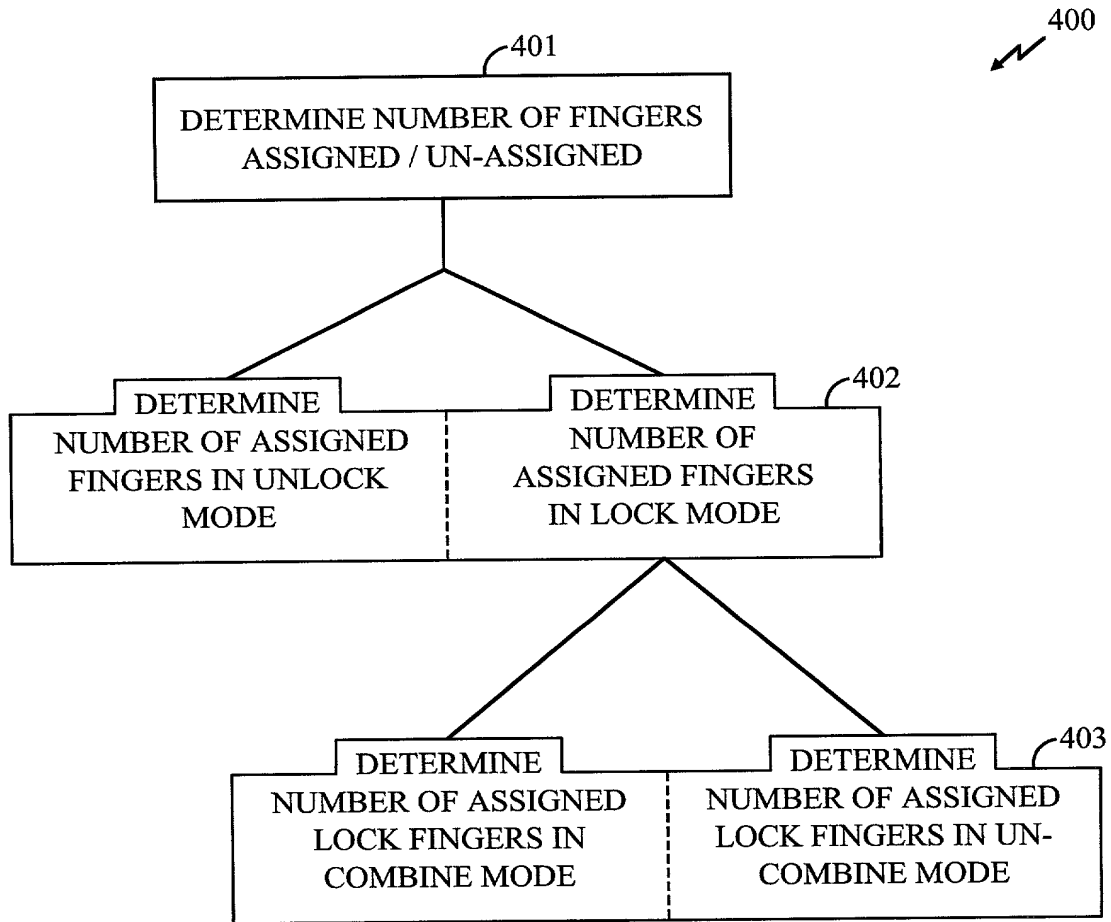 400
401
DETERMINE NUMBER OF FINGERS
ASSIGNED / UN-ASSIGNED
402
DETERMINE
NUMBER OF ASSIGNED
FINGERS IN UNLOCK
MODE
DETERMINE
NUMBER OF
ASSIGNED FINGERS
IN LOCK MODE
403
DETERMINE
NUMBER OF ASSIGNED
LOCK FINGERS IN
COMBINE MODE
DETERMINE
NUMBER OF ASSIGNED
LOCK FINGERS IN UN-
COMBINE MODE